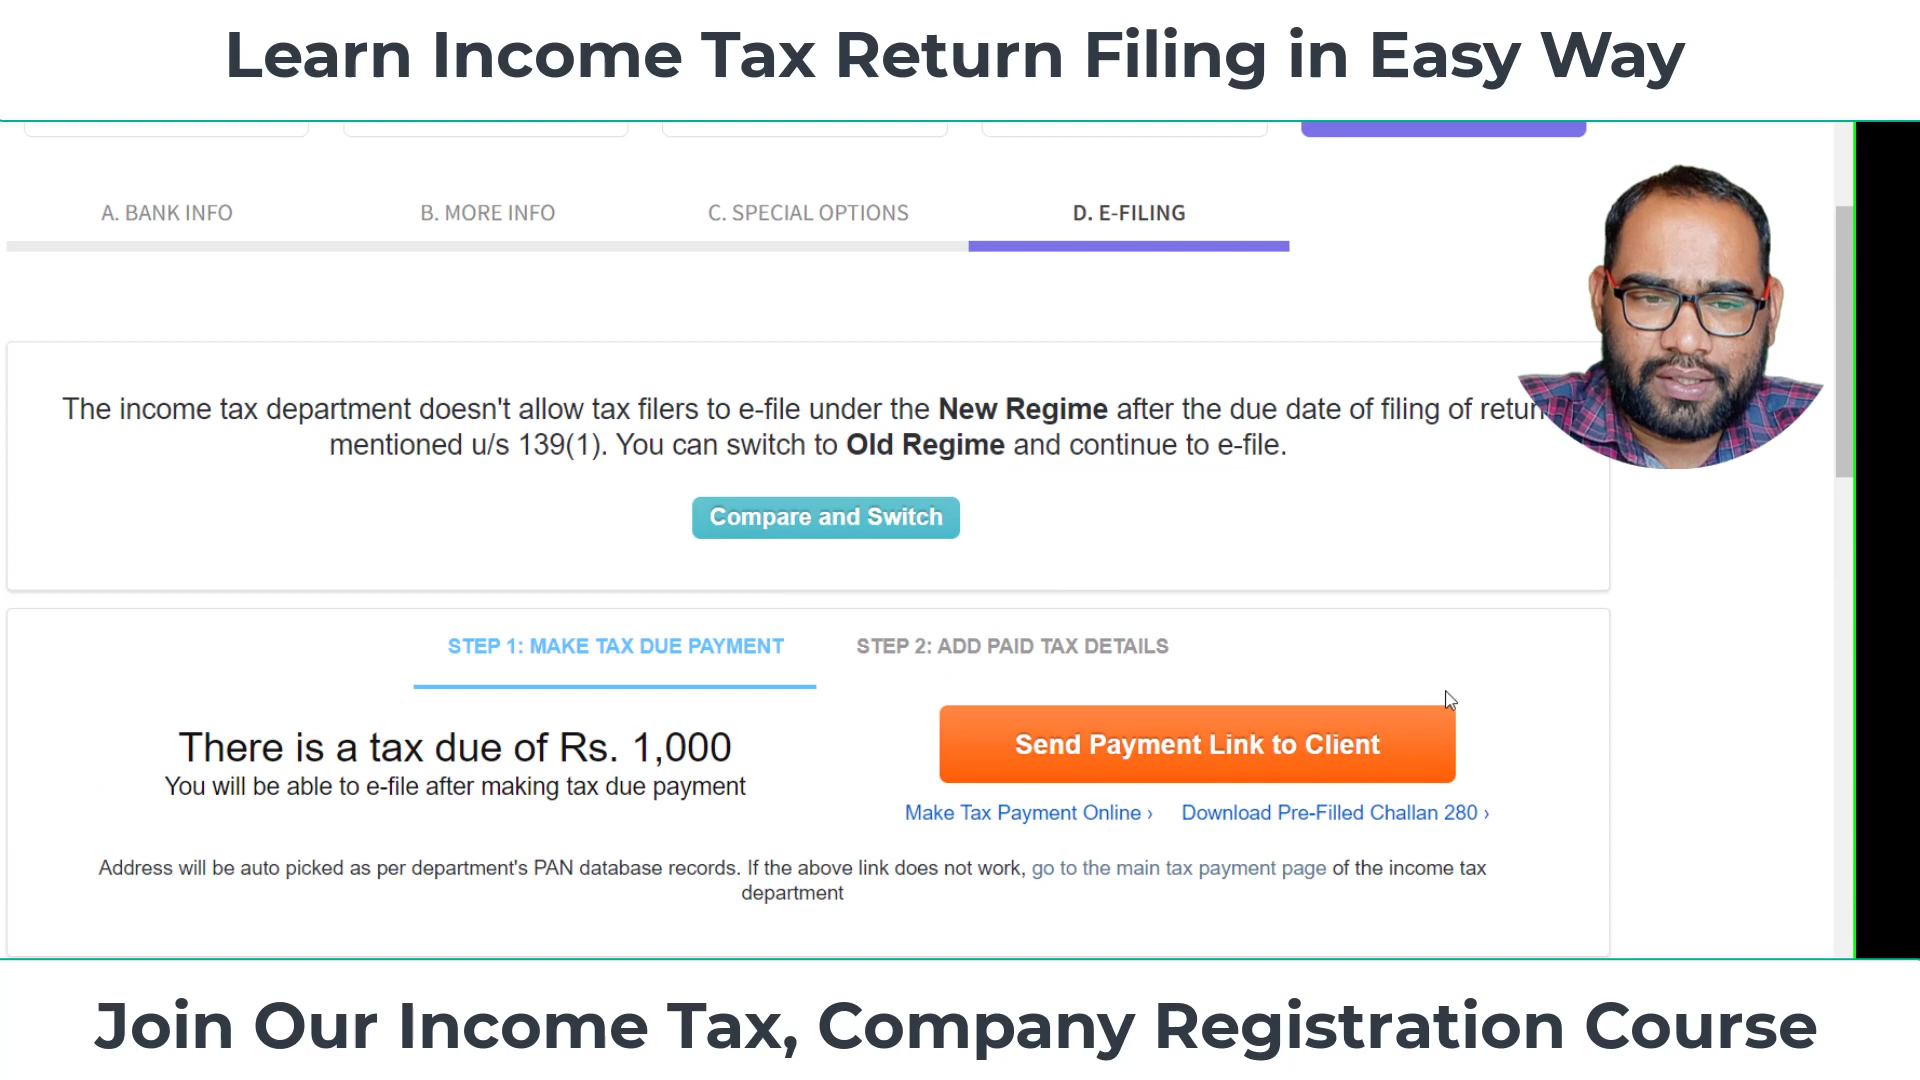 Learn Income Tax Return Filing in Easy Way
A. BANK INFO
B. MORE INFO
C. SPECIAL OPTIONS
D. E-FILING
The income tax department doesn't allow tax filers to e-file under the New Regime after the due date of filing of
mentioned u/s 139(1). You can switch to Old Regime and continue to e-file.
Compare and Switch
STEP 1: MAKE TAX DUE PAYMENT
STEP 2: ADD PAID TAX DETAILS
There is a tax due of Rs. 1,000
You will be able to e-file after making tax due payment
Send Payment Link to Client
Make Tax Payment Online ›
Download Pre-Filled Challan 280 ›
Address will be auto picked as per department's PAN database records. If the above link does not work, go to the main tax payment page of the income tax
department
Join Our Income Tax, Company Registration Course